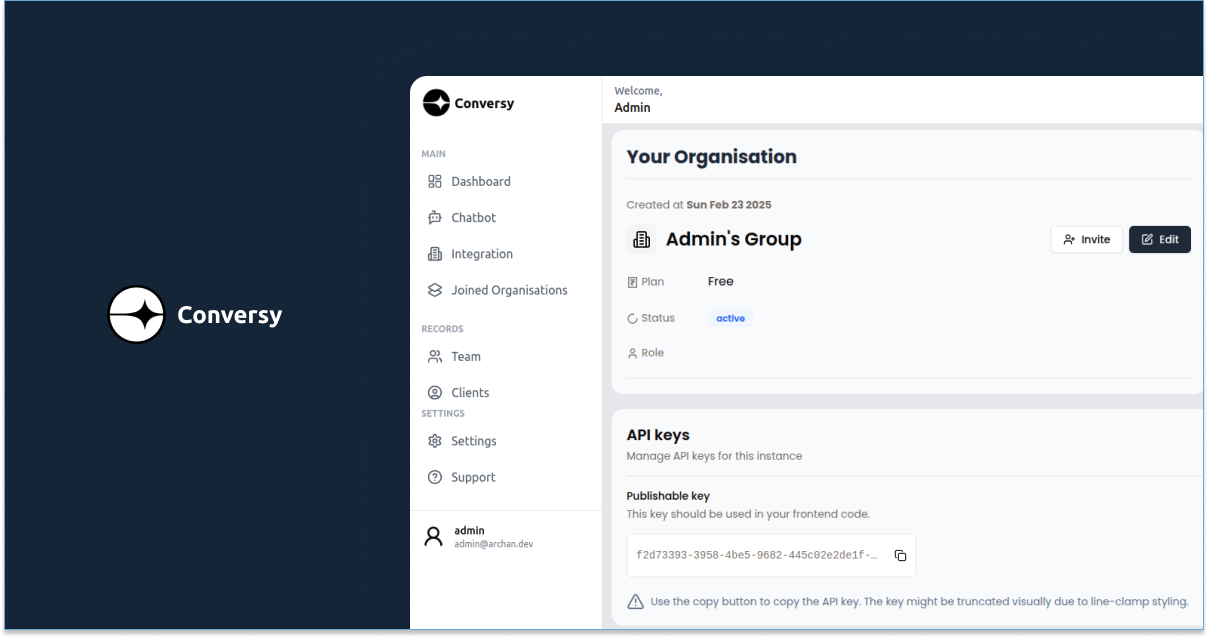 Conversy
Conversy
MAIN
Dashboard
Chatbot
Integration
Joined Organisations
RECORDS
Team
Clients
SETTINGS
Settings
Support
admin
admin@archan.dev
Welcome,
Admin
Your Organisation
Created at Sun Feb 23 2025
Admin's Group
Invite
Edit
Plan Free
Status active
Role
API keys
Manage API keys for this instance
Publishable key
This key should be used in your frontend code.
f2d73393-3958-4be5-9682-445c02e2de1f-…
Use the copy button to copy the API key. The key might be truncated visually due to line-clamp styling.